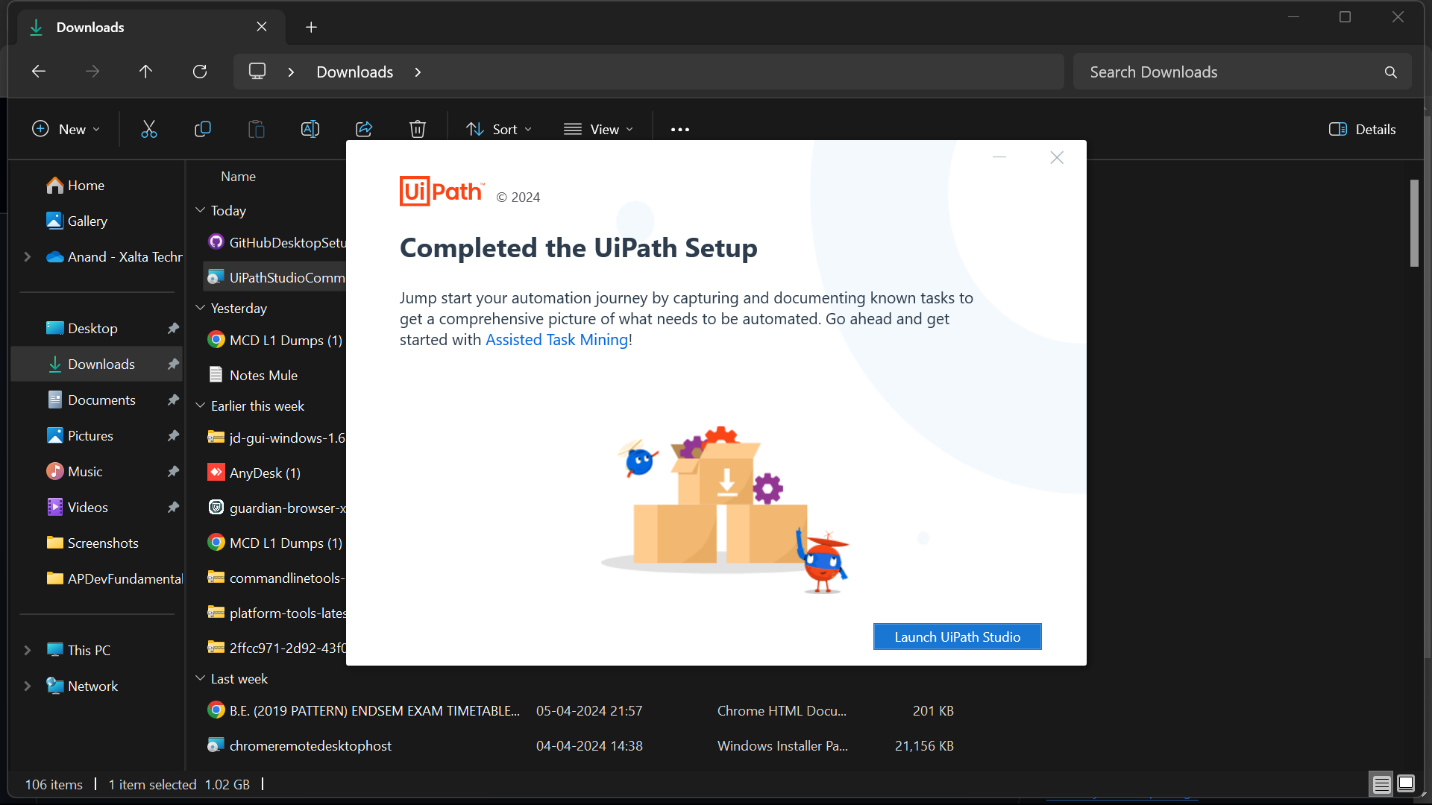 Downloads
Downloads
Search Downloads
New
Sort
View
Details
Home
Gallery
Anand - Xalta Techr
Desktop
Downloads
Documents
Pictures
Music
Videos
Screenshots
APDevFundamental
This PC
Network
Name
Today
GitHubDesktopSetu
UiPathStudioComm
Yesterday
MCD L1 Dumps (1)
Notes Mule
Earlier this week
jd-gui-windows-1.6
AnyDesk (1)
guardian-browser-x
MCD L1 Dumps (1)
commandlinetools-
platform-tools-lates
2ffcc971-2d92-43f0
Last week
B.E. (2019 PATTERN) ENDSEM EXAM TIMETABLE... 05-04-2024 21:57 Chrome HTML Docu... 201 KB
chromeremotedesktophost 04-04-2024 14:38 Windows Installer Pa... 21,156 KB
UiPath™ © 2024
Completed the UiPath Setup
Jump start your automation journey by capturing and documenting known tasks to
get a comprehensive picture of what needs to be automated. Go ahead and get
started with Assisted Task Mining!
Launch UiPath Studio
106 items 1 item selected 1.02 GB